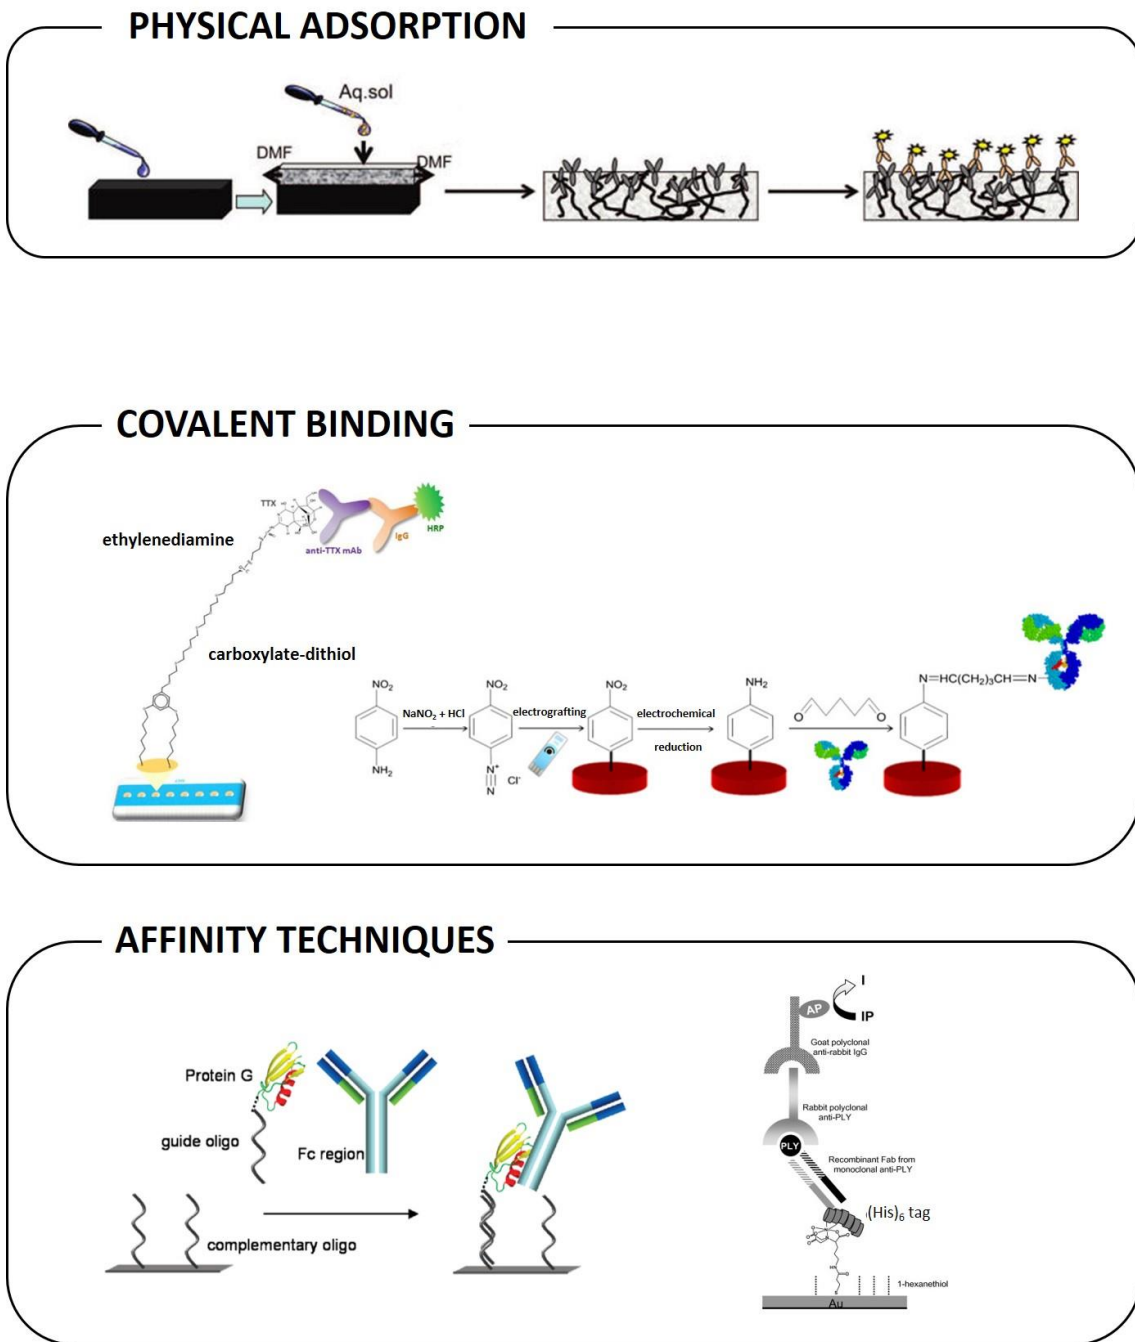 PHYSICAL ADSORPTION
Aq.sol
DMF
DMF
COVALENT BINDING
TTX
HRP
IgG
anti-TTX mAb
ethylenediamine
carboxylate-dithiol
NO₂
NO₂
NO₂
NH₂
NaNO₂ + HCl
electrografting
electrochemical
reduction
O
O
N=HC(CH₂)₃CH=N
NH₂
N⁺
N
Cl⁻
AFFINITY TECHNIQUES
Protein G
guide oligo
Fc region
complementary oligo
AP
I
IP
Goat polyclonal
anti-rabbit IgG
Rabbit polyclonal
anti-PLY
PLY
Recombinant Fab from
monoclonal anti-PLY
(His)₆ tag
HN
O
S
1-hexanethiol
Au